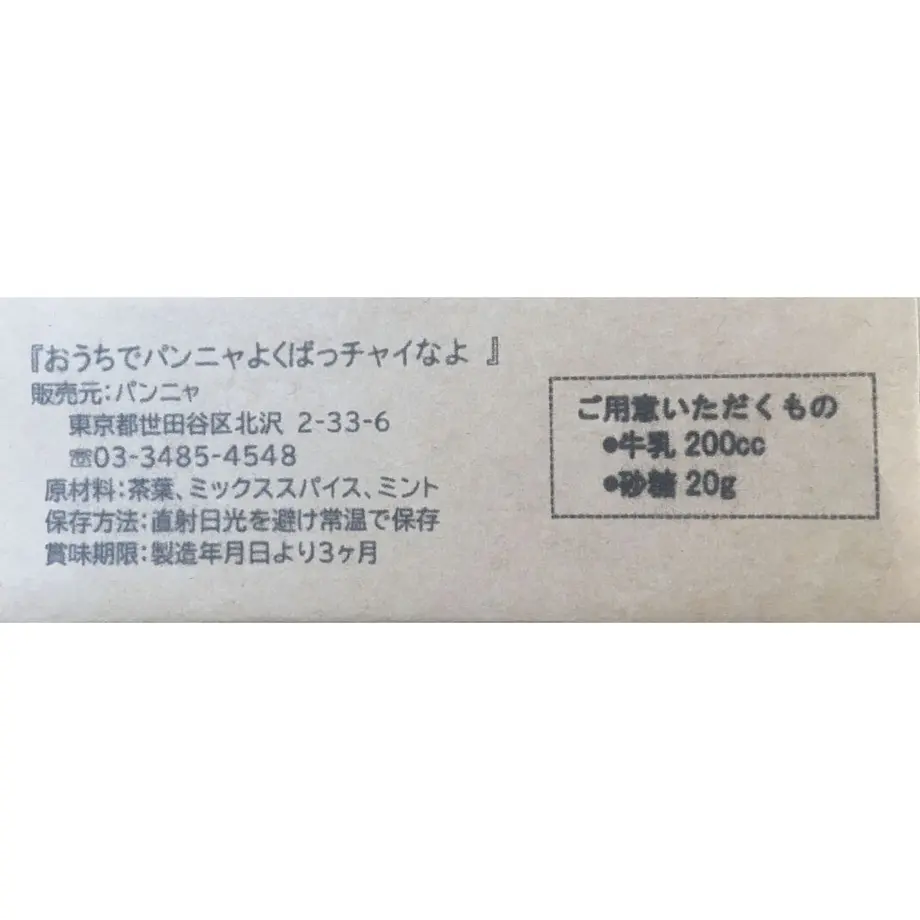 『おうちでパンニャよくばっチャイなよ 』
販売元：パンニャ
東京都世田谷区北沢 2-33-6
☏03-3485-4548
原材料：茶葉、ミックススパイス、ミント
保存方法：直射日光を避け常温で保存
賞味期限：製造年月日より3ヶ月
ご用意いただくもの
●牛乳 200cc
●砂糖 20g